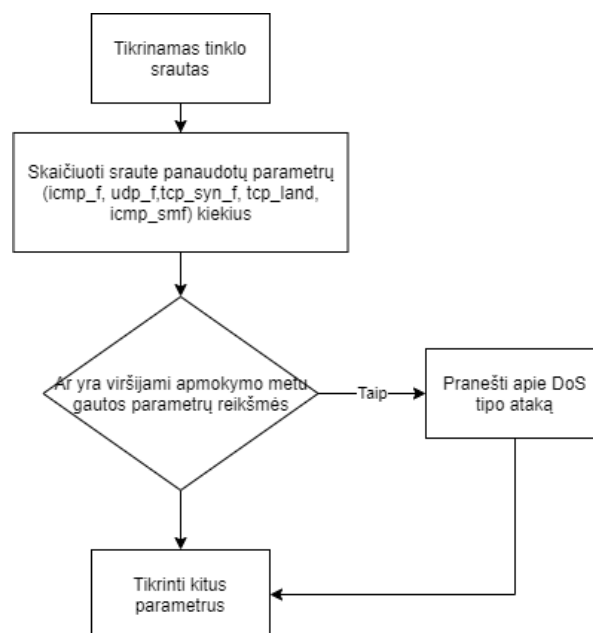 Tikrinamas tinklo
srautas
Skaičiuoti sraute panaudotų parametrų
(icmp_f, udp_f,tcp_syn_f, tcp_land,
icmp_smf) kiekius
Ar yra viršijami apmokymo metu
gautos parametrų reikšmės
Taip
Pranešti apie DoS
tipo ataką
Tikrinti kitus
parametrus